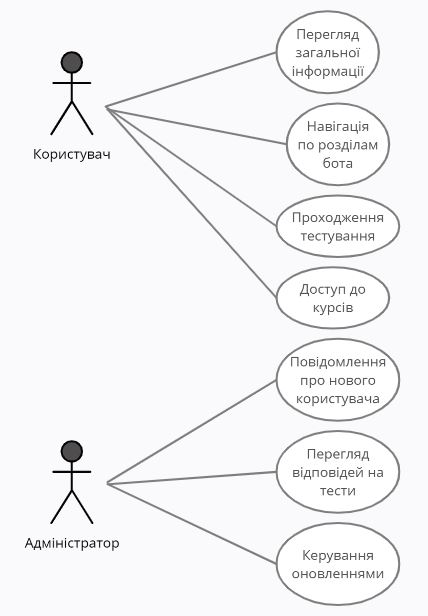 Перегляд
загальної
інформації
Навігація
по розділам
бота
Користувач
Проходження
тестування
Доступ до
курсів
Повідомлення
про нового
користувача
Перегляд
відповідей на
тести
Адміністратор
Керування
оновленнями